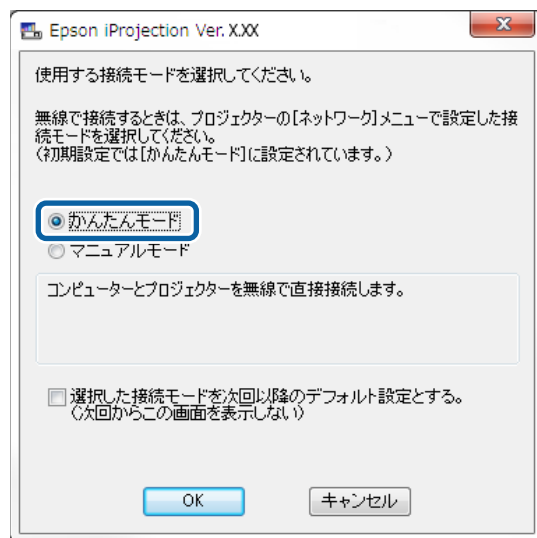 Epson iProjection Ver. X.XX
使用する接続モードを選択してください。
無線で接続するときは、プロジェクターの[ネットワーク]メニューで設定した接
続モードを選択してください。
(初期設定では[かんたんモード]に設定されています。)
かんたんモード
マニュアルモード
コンピューターとプロジェクターを無線で直接接続します。
選択した接続モードを次回以降のデフォルト設定とする。
(次回からこの画面を表示しない)
OK キャンセル